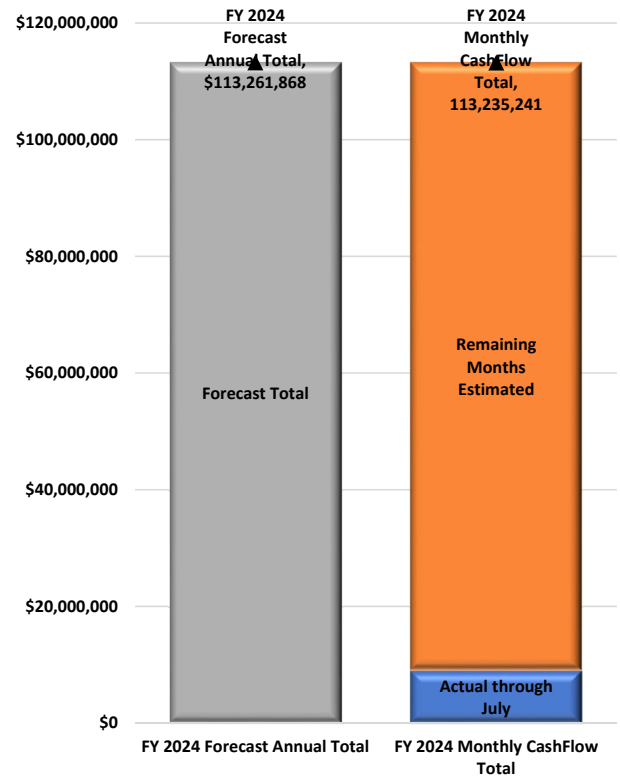 $120,000,000
$100,000,000
$80,000,000
$60,000,000
$40,000,000
$20,000,000
$0
FY 2024
Forecast
Annual Total,
$113,261,868
FY 2024
Monthly
CashFlow
Total,
113,235,241
Forecast Total
Remaining
Months
Estimated
Actual through
July
FY 2024 Forecast Annual Total
FY 2024 Monthly CashFlow
Total